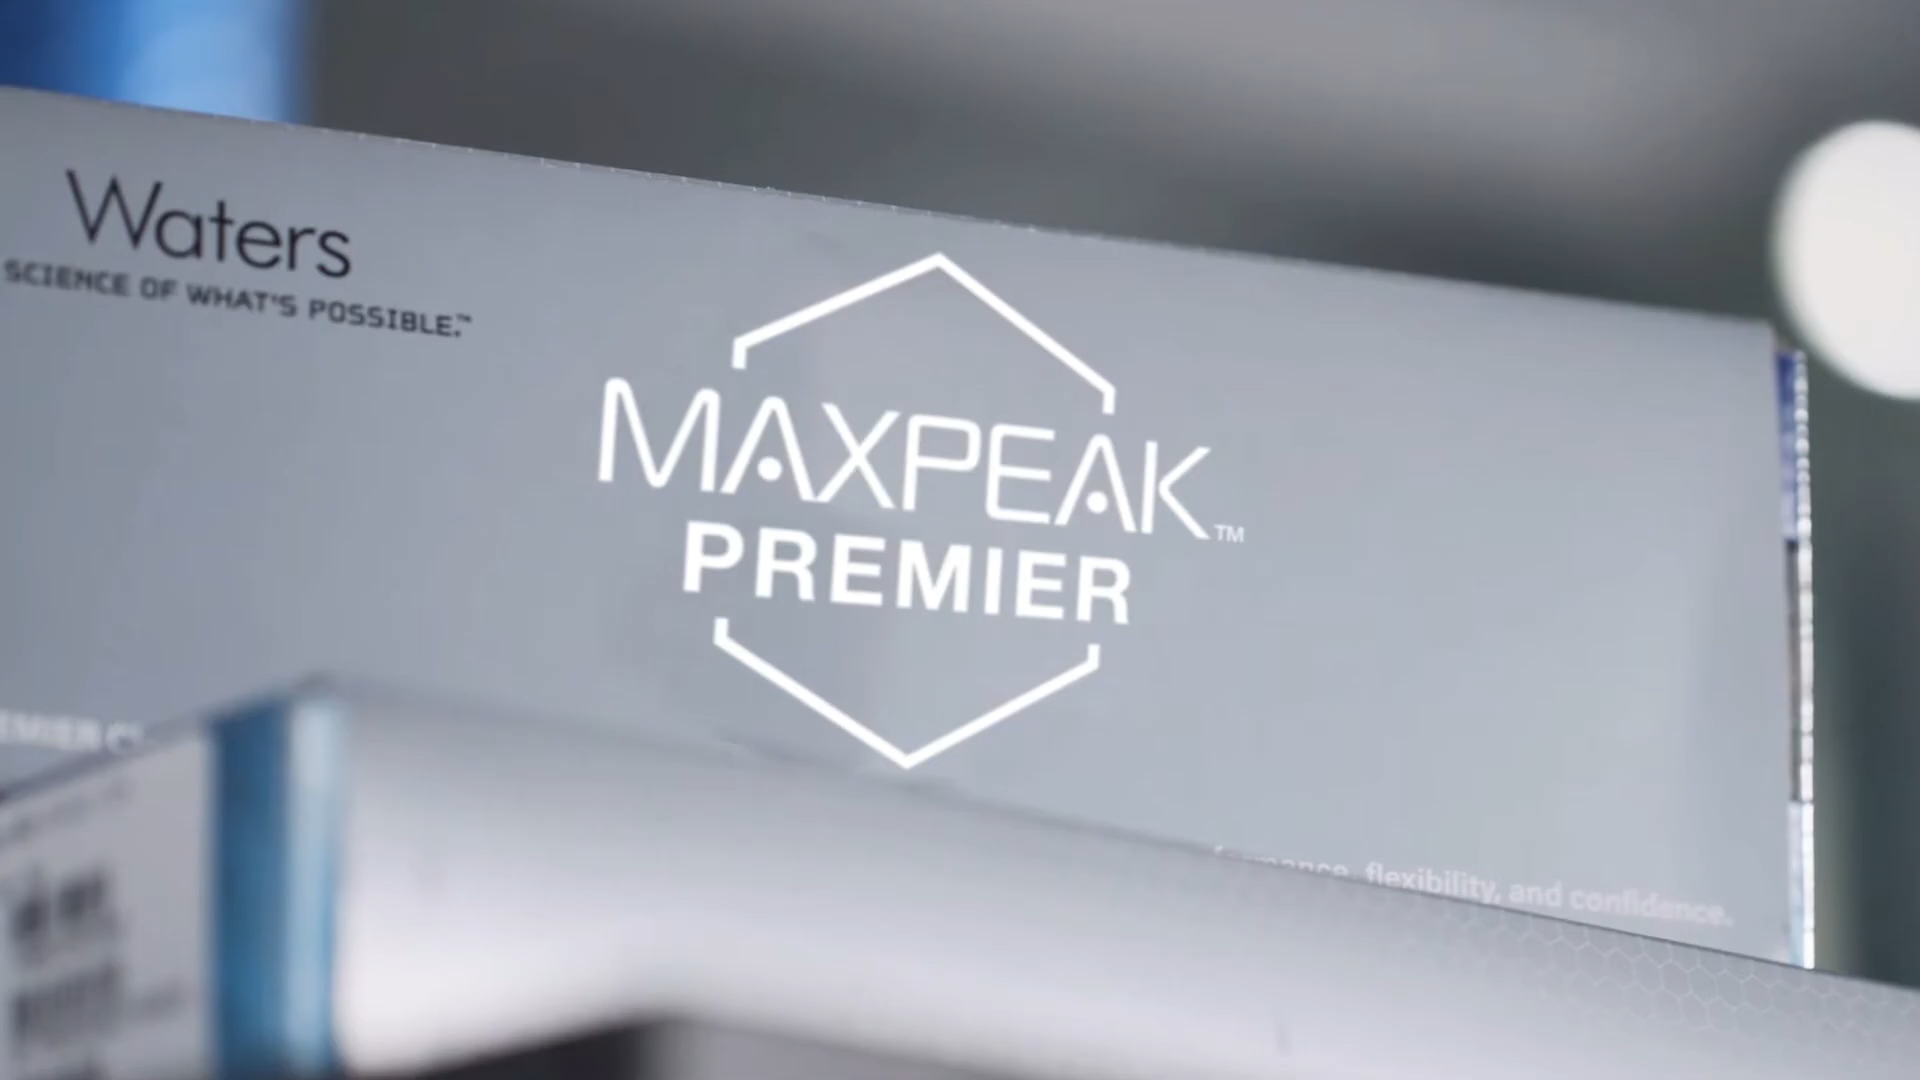 Waters
SCIENCE OF WHAT'S POSSIBLE.™
MAXPEAK™
PREMIER
flexibility, and confidence.